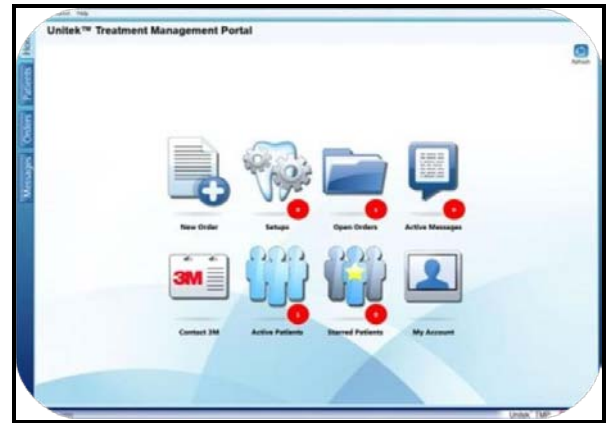 Help
Unitek™ Treatment Management Portal
Refresh
Patients
Orders
Messages
New Order
Setups
Open Orders
Active Messages
3M
Contact 3M
Active Patients
Starred Patients
My Account
Unitek TMP